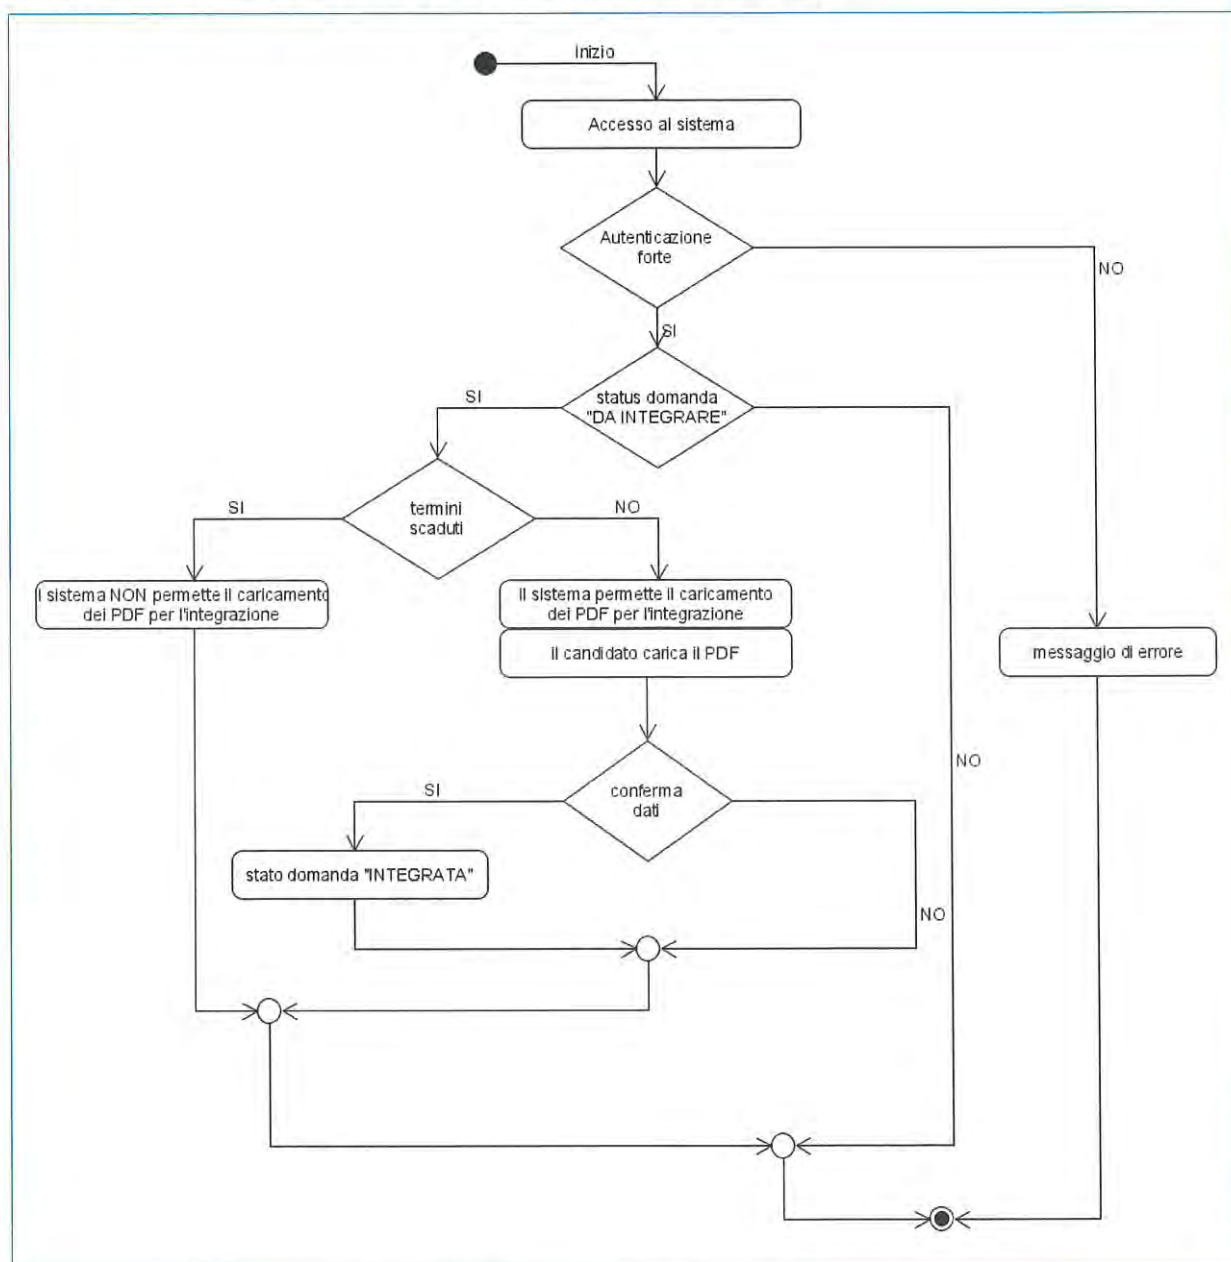 inizio
Accesso al sistema
Autenticazione
forte
NO
SI
status domanda
"DA INTEGRARE"
SI
termini
scaduti
SI
NO
l sistema NON permette il caricamento
dei PDF per l'integrazione
Il sistema permette il caricamento
dei PDF per l'integrazione
il candidato carica il PDF
messaggio di errore
NO
conferma
dati
SI
stato domanda "INTEGRATA"
NO